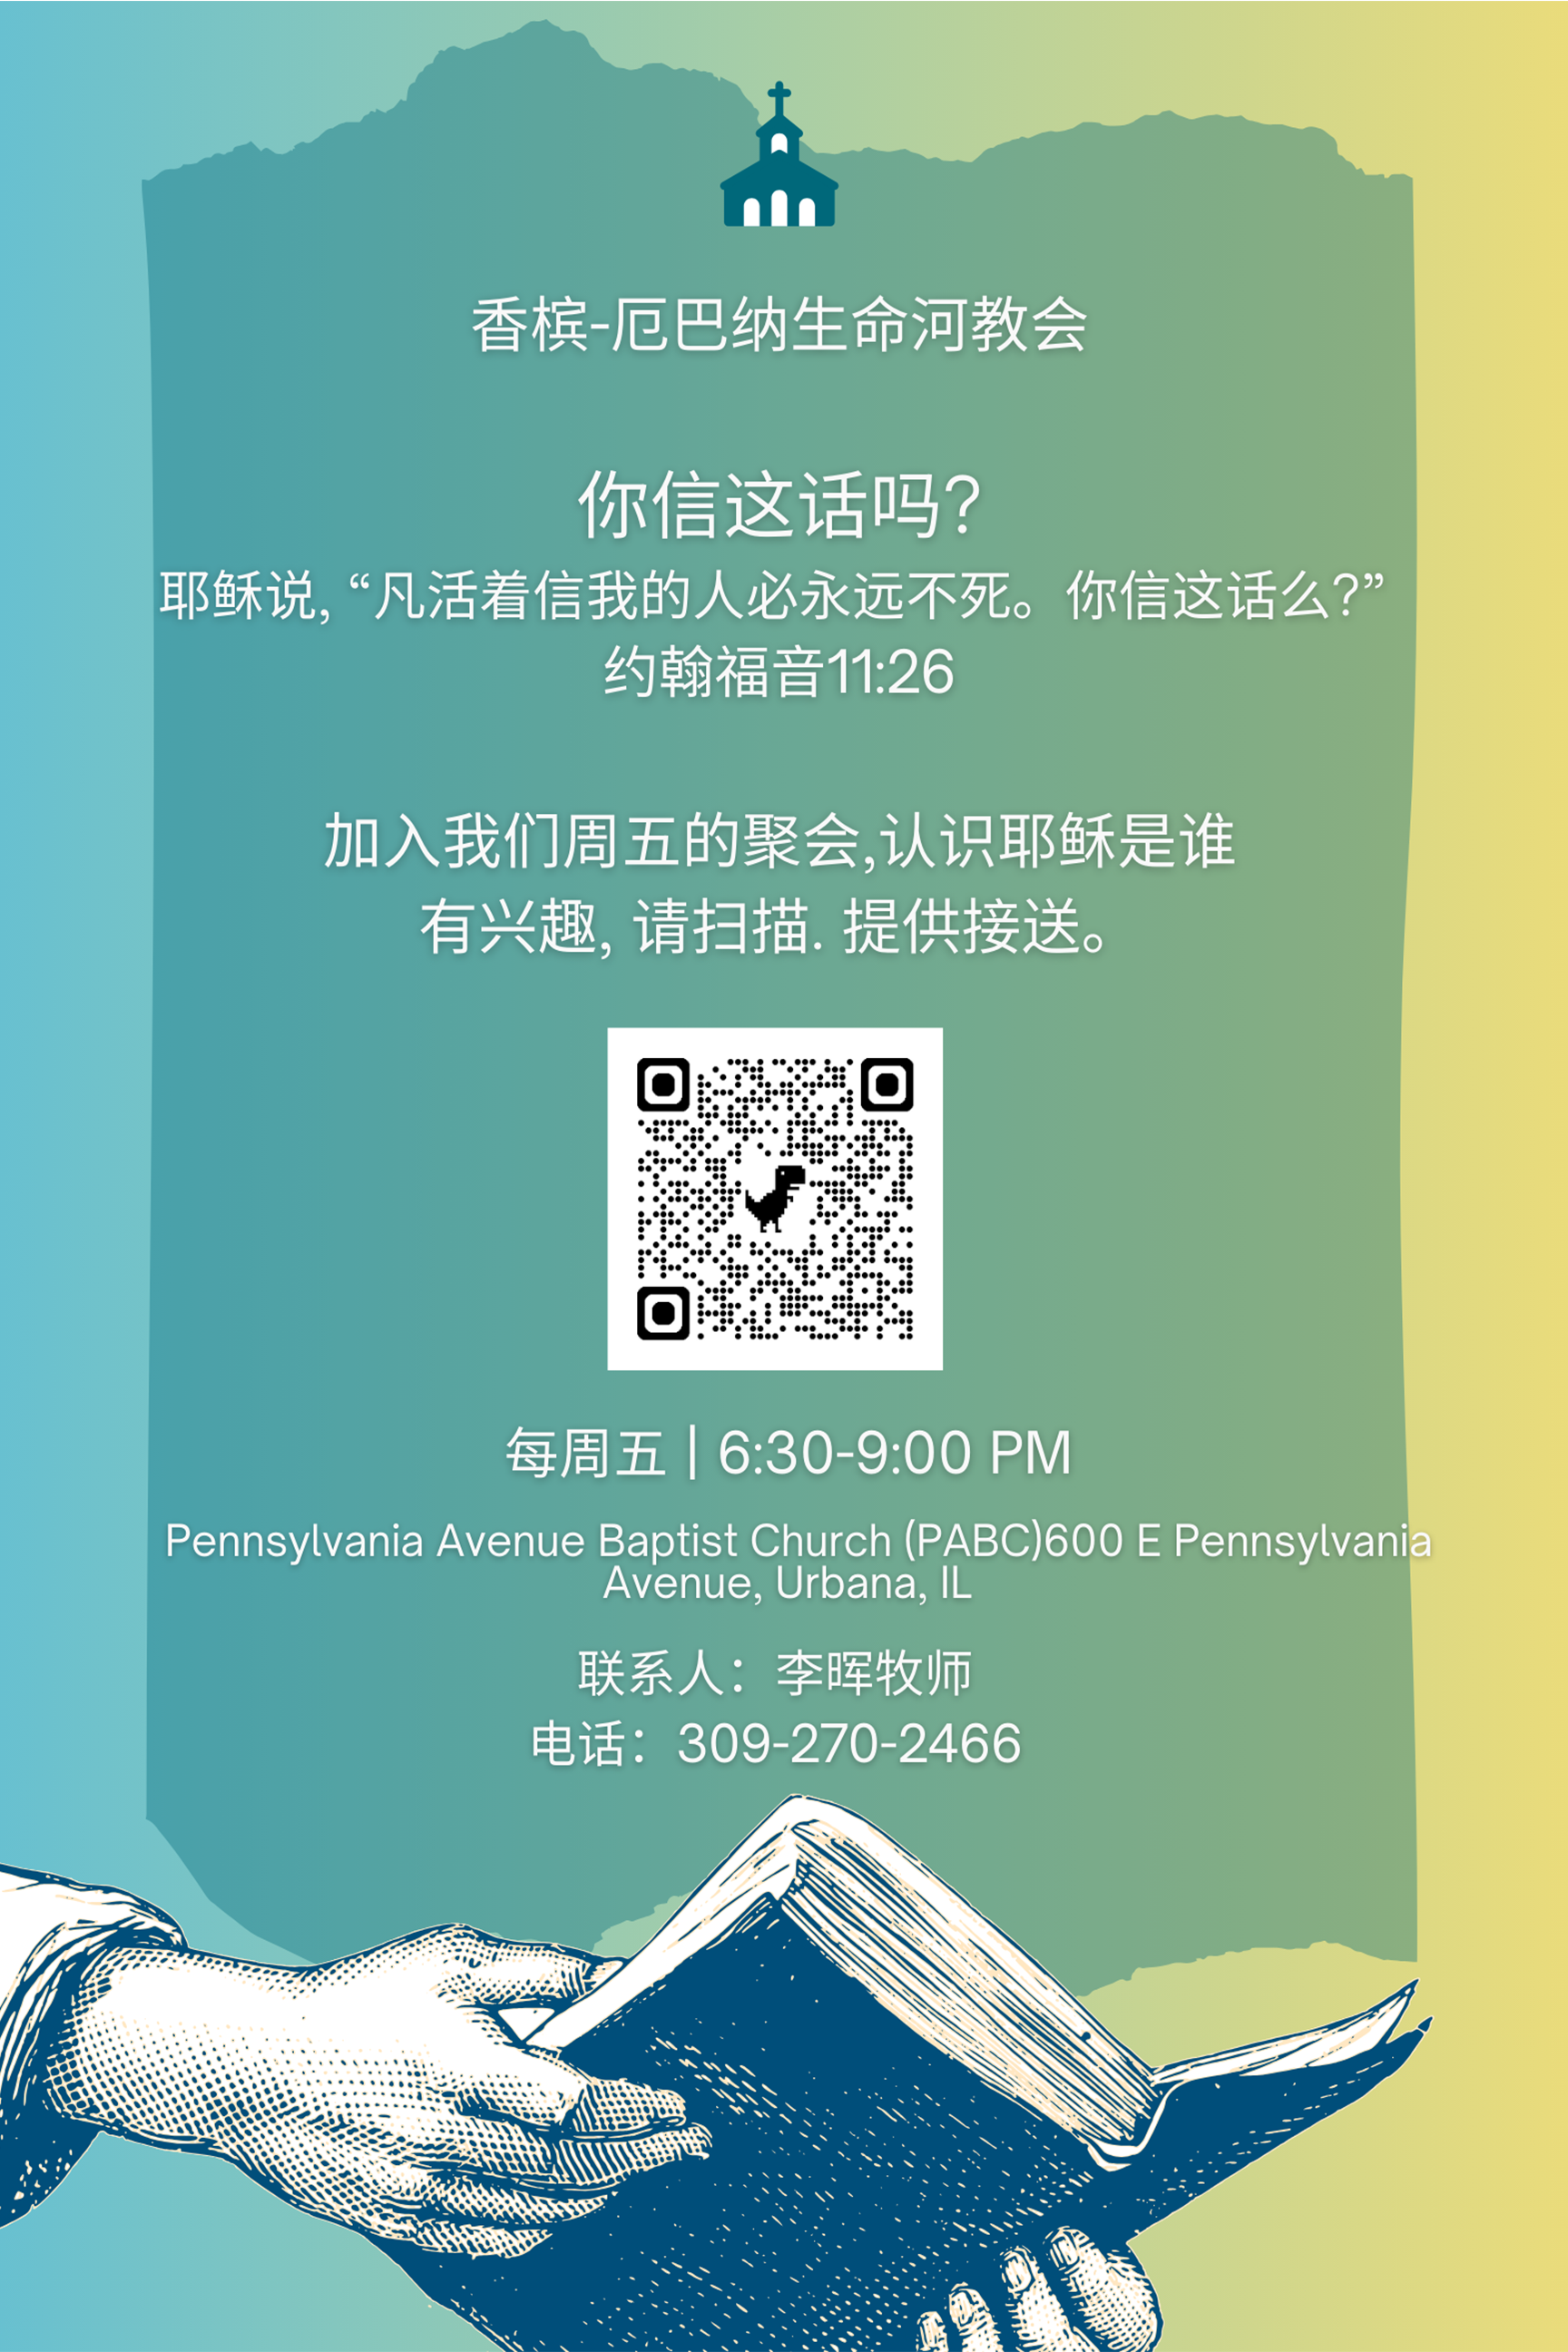 香槟-厄巴纳生命河教会
你信这话吗?
耶稣说, “凡活着信我的人必永远不死。你信这话么?”
约翰福音11:26
加入我们周五的聚会,认识耶稣是谁
有兴趣, 请扫描. 提供接送。
每周五 | 6:30-9:00 PM
Pennsylvania Avenue Baptist Church (PABC)600 E Pennsylvania
Avenue, Urbana, IL
联系人：李晖牧师
电话：309-270-2466